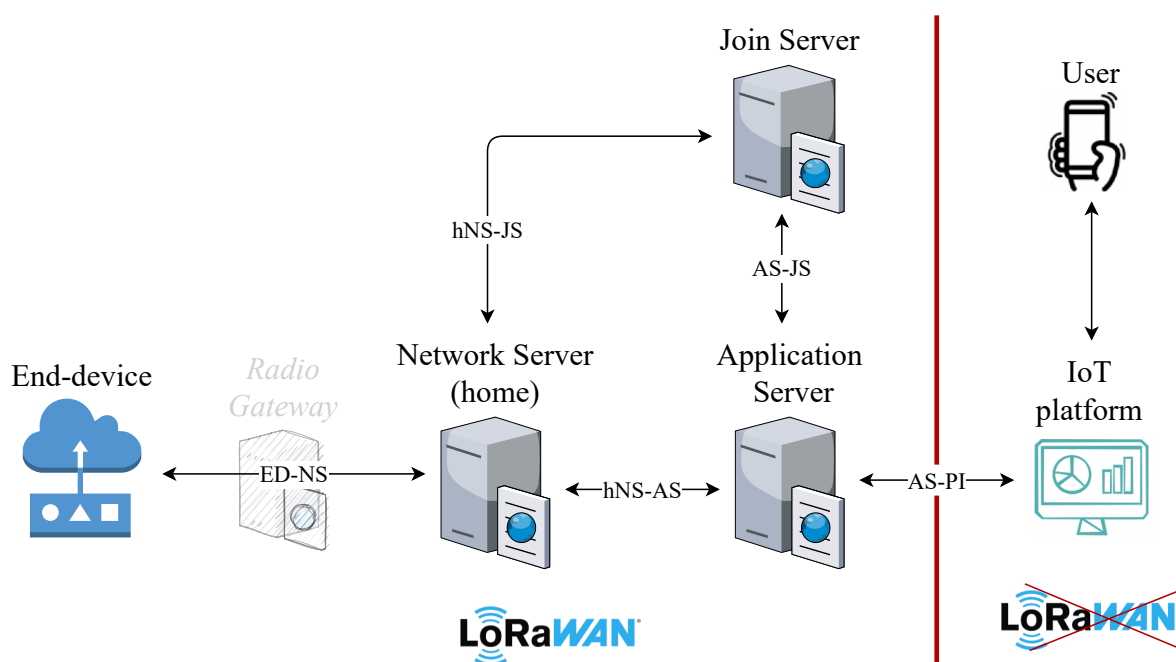 Join Server
User
hNS-JS
AS-JS
End-device
Radio
Gateway
Network Server
(home)
Application
Server
IoT
platform
ED-NS
hNS-AS
AS-PI
LoRaWAN
LoRaWAN